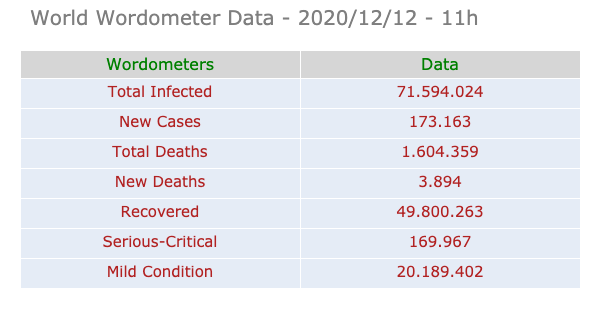 World Wordometer Data - 2020/12/12 - 11h
Wordometers Data
Total Infected 71.594.024
New Cases 173.163
Total Deaths 1.604.359
New Deaths 3.894
Recovered 49.800.263
Serious-Critical 169.967
Mild Condition 20.189.402